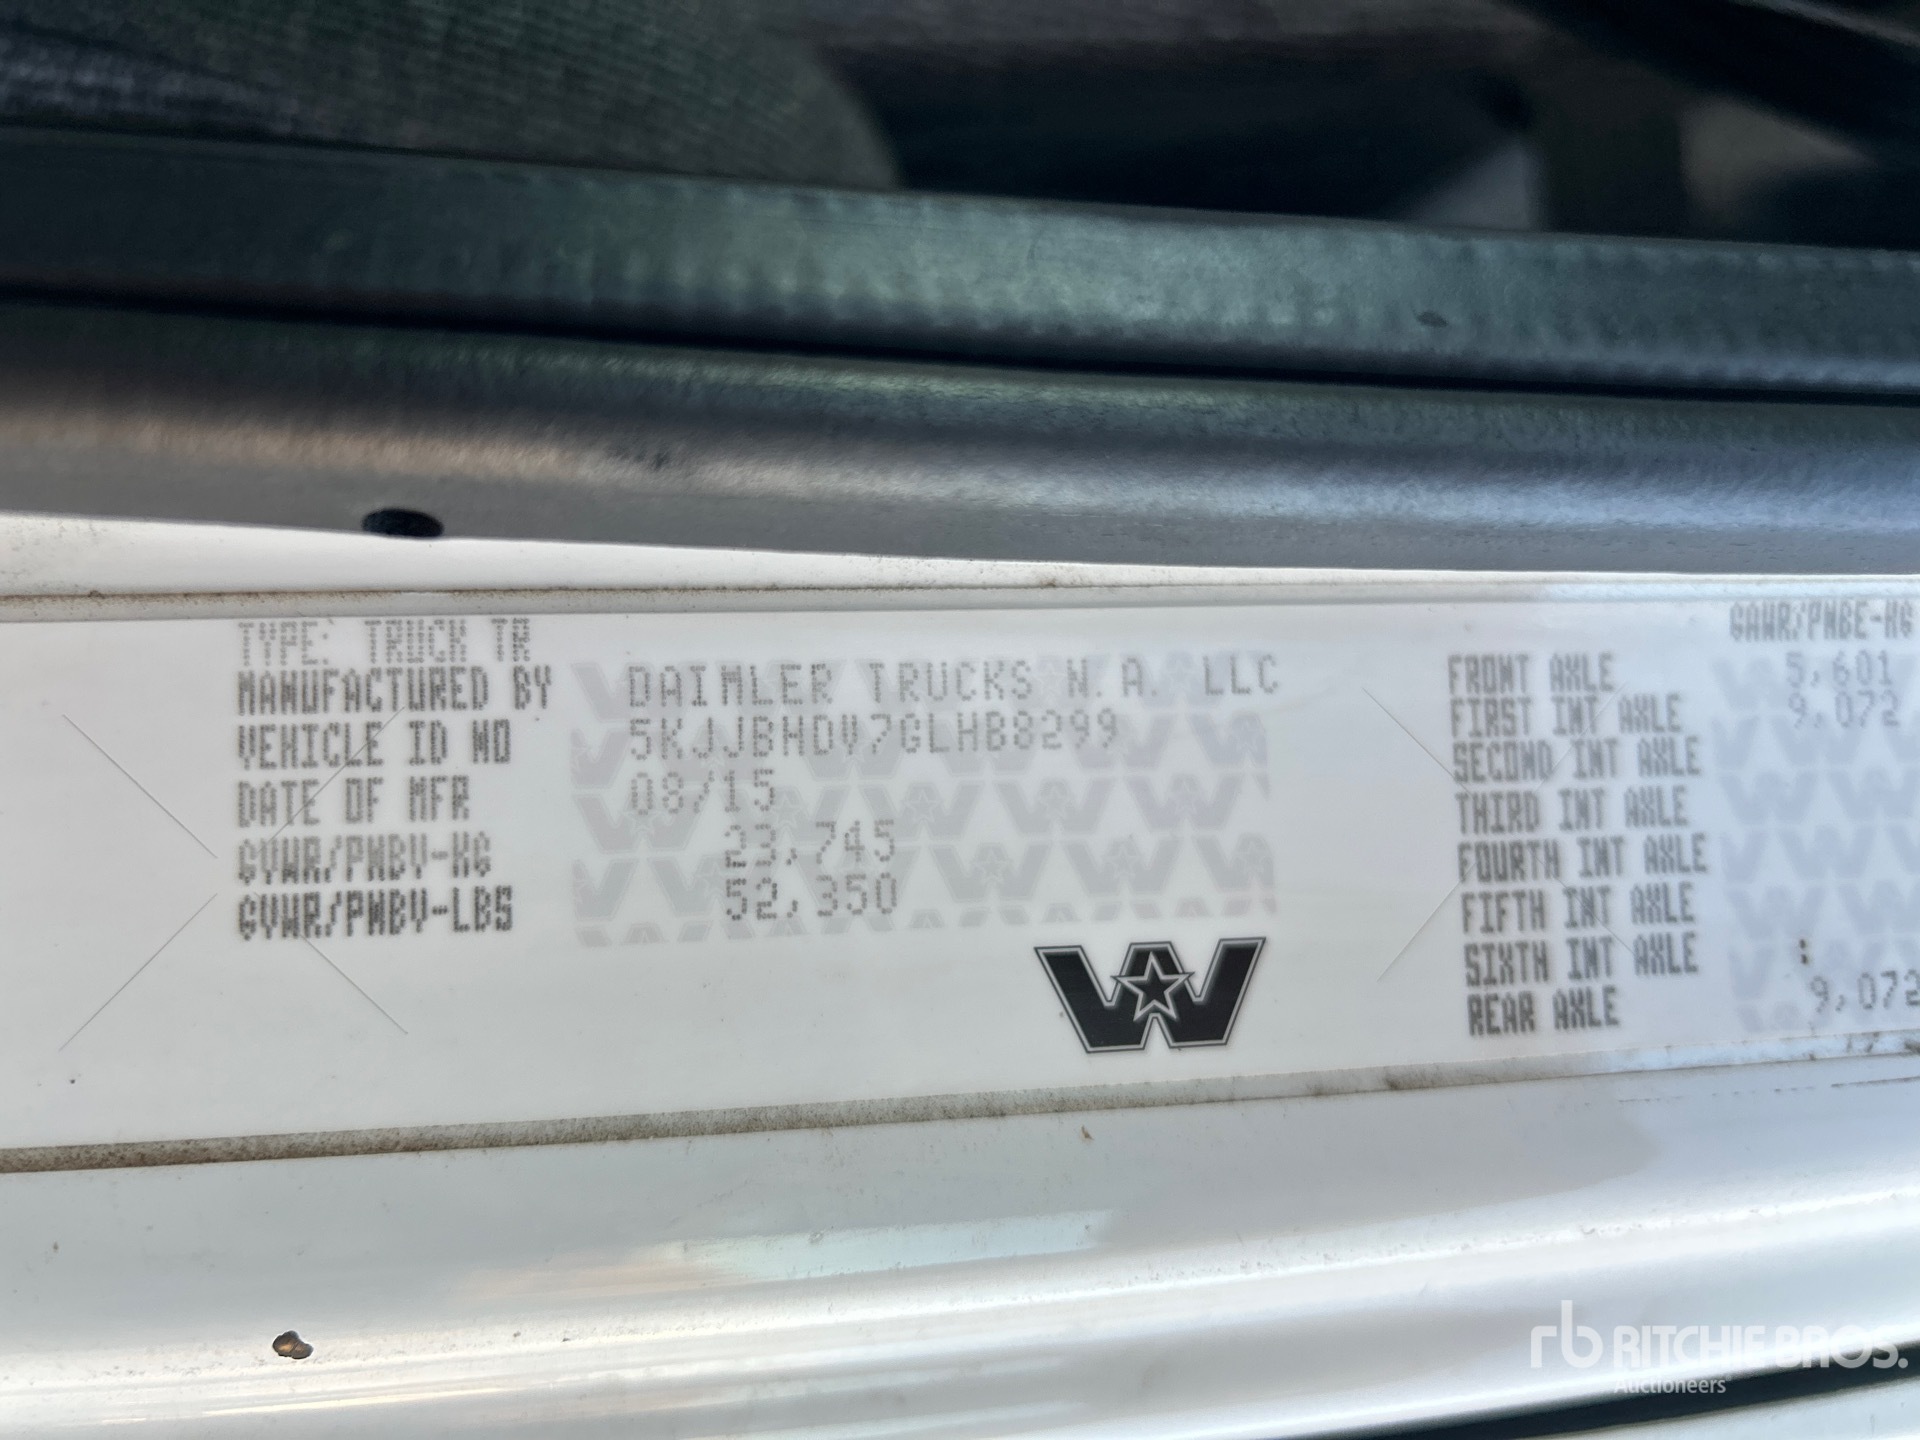 TYPE: TRUCK TR
MANUFACTURED BY DAIMLER TRUCKS N.A. LLC
VEHICLE ID NO 5KJJBHDV7GLHB8299
DATE OF MFR 08/15
GVWR/PNBV-KG 23,745
GVWR/PNBV-LBS 52,350
GAWR/PNBE-KG
FRONT AXLE 5,601
FIRST INT AXLE 9,072
SECOND INT AXLE
THIRD INT AXLE
FOURTH INT AXLE
FIFTH INT AXLE
SIXTH INT AXLE
REAR AXLE 9,072
rb RITCHIE BROS.
Auctioneers